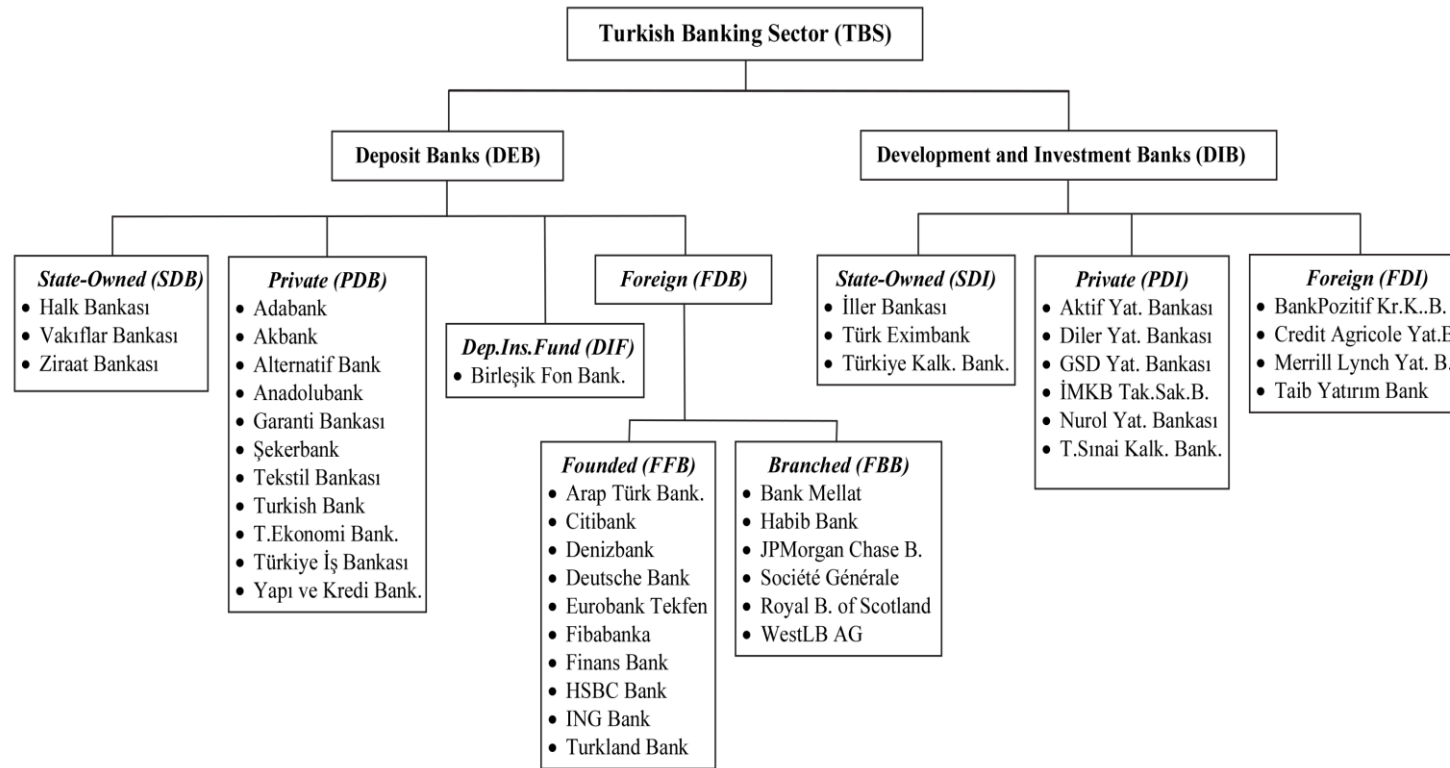 Turkish Banking Sector (TBS)
Deposit Banks (DEB)
Development and Investment Banks (DIB)
State-Owned (SDB)
• Halk Bankası
• Vakıflar Bankası
• Ziraat Bankası
Private (PDB)
• Adabank
• Akbank
• Alternatif Bank
• Anadolubank
• Garanti Bankası
• Şekerbank
• Tekstil Bankası
• Turkish Bank
• T.Ekonomi Bank.
• Türkiye İş Bankası
• Yapı ve Kredi Bank.
Dep.Ins.Fund (DIF)
• Birleşik Fon Bank.
Foreign (FDB)
Founded (FFB)
• Arap Türk Bank.
• Citibank
• Denizbank
• Deutsche Bank
• Eurobank Tekfen
• Fibabanka
• Finans Bank
• HSBC Bank
• ING Bank
• Turkland Bank
Branched (FBB)
• Bank Mellat
• Habib Bank
• JPMorgan Chase B.
• Société Générale
• Royal B. of Scotland
• WestLB AG
State-Owned (SDI)
• İller Bankası
• Türk Eximbank
• Türkiye Kalk. Bank.
Private (PDI)
• Aktif Yat. Bankası
• Diler Yat. Bankası
• GSD Yat. Bankası
• İMKB Tak.Sak.B.
• Nurol Yat. Bankası
• T.Sınai Kalk. Bank.
Foreign (FDI)
• BankPozitif Kr.K..B.
• Credit Agricole Yat.B
• Merrill Lynch Yat. B.
• Taib Yatırım Bank